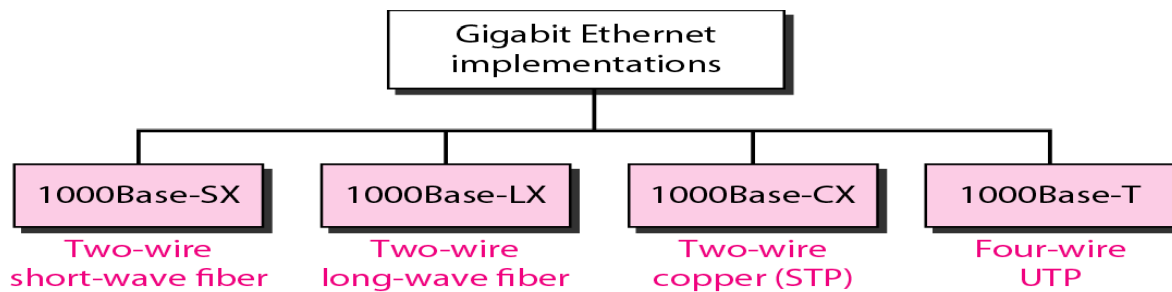 Gigabit Ethernet
implementations
1000Base-SX
1000Base-LX
1000Base-CX
1000Base-T
Two-wire
short-wave fiber
Two-wire
long-wave fiber
Two-wire
copper (STP)
Four-wire
UTP